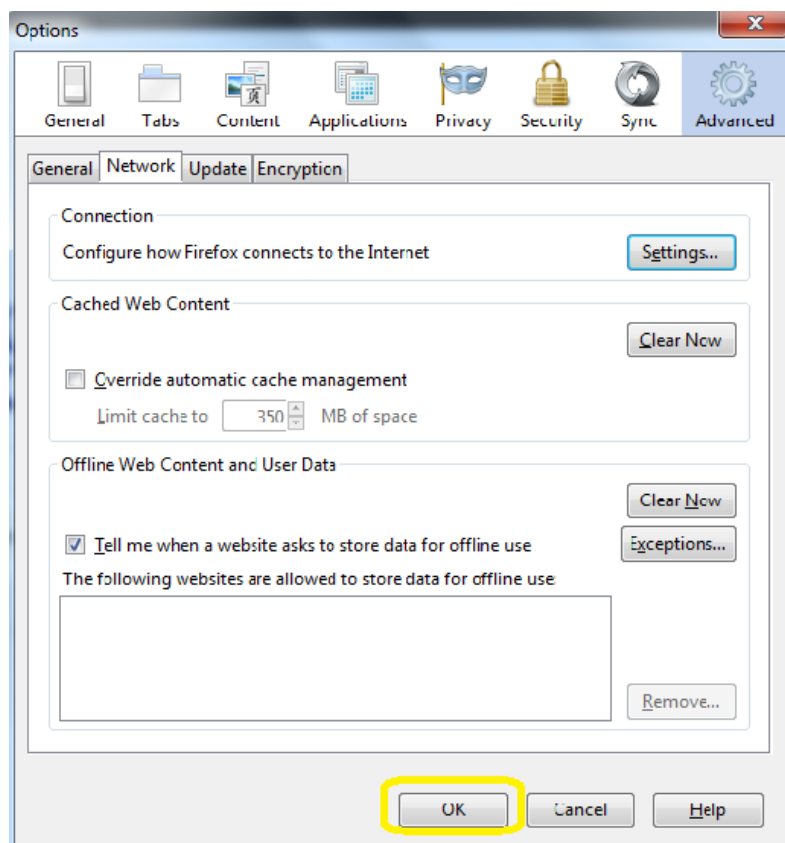 Options
General Tabs Content Applications Privacy Security Sync Advanced
General Network Update Encryption
Connection
Configure how Firefox connects to the Internet Settings...
Cached Web Content
Clear Now
Override automatic cache management
Limit cache to 350 MB of space
Offline Web Content and User Data
Clear Now
Tell me when a website asks to store data for offline use Exceptions...
The following websites are allowed to store data for offline use:
Remove...
OK Cancel Help